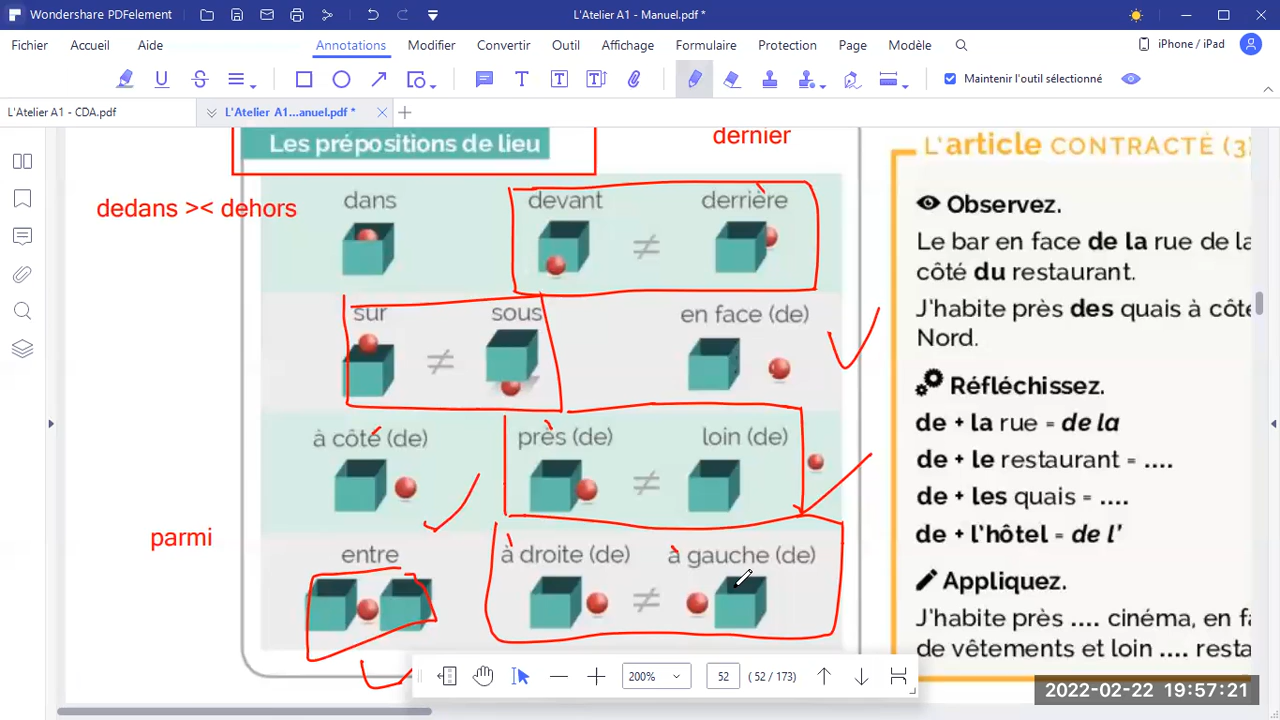 Wondershare PDFelement
L'Atelier A1 - Manuel.pdf *
Fichier Accueil Aide Annotations Modifier Convertir Outil Affichage Formulaire Protection Page Modèle iPhone / iPad
Maintenir l'outil sélectionné
L'Atelier A1 - CDA.pdf L'Atelier A1...anuel.pdf *
Les prépositions de lieu
dernier
dedans >< dehors
dans devant derrière
≠
sur sous en face (de)
≠
à côté (de) près (de) loin (de)
≠
parmi
entre à droite (de) à gauche (de)
≠
L'article CONTRACTÉ (3)
Observez.
Le bar en face de la rue de la
côté du restaurant.
J'habite près des quais à côté
Nord.
Réfléchissez.
de + la rue = de la
de + le restaurant = ....
de + les quais = ....
de + l'hôtel = de l'
Appliquez.
J'habite près .... cinéma, en fa
de vêtements et loin .... resta
200% 52 (52 / 173)
2022-02-22 19:57:21